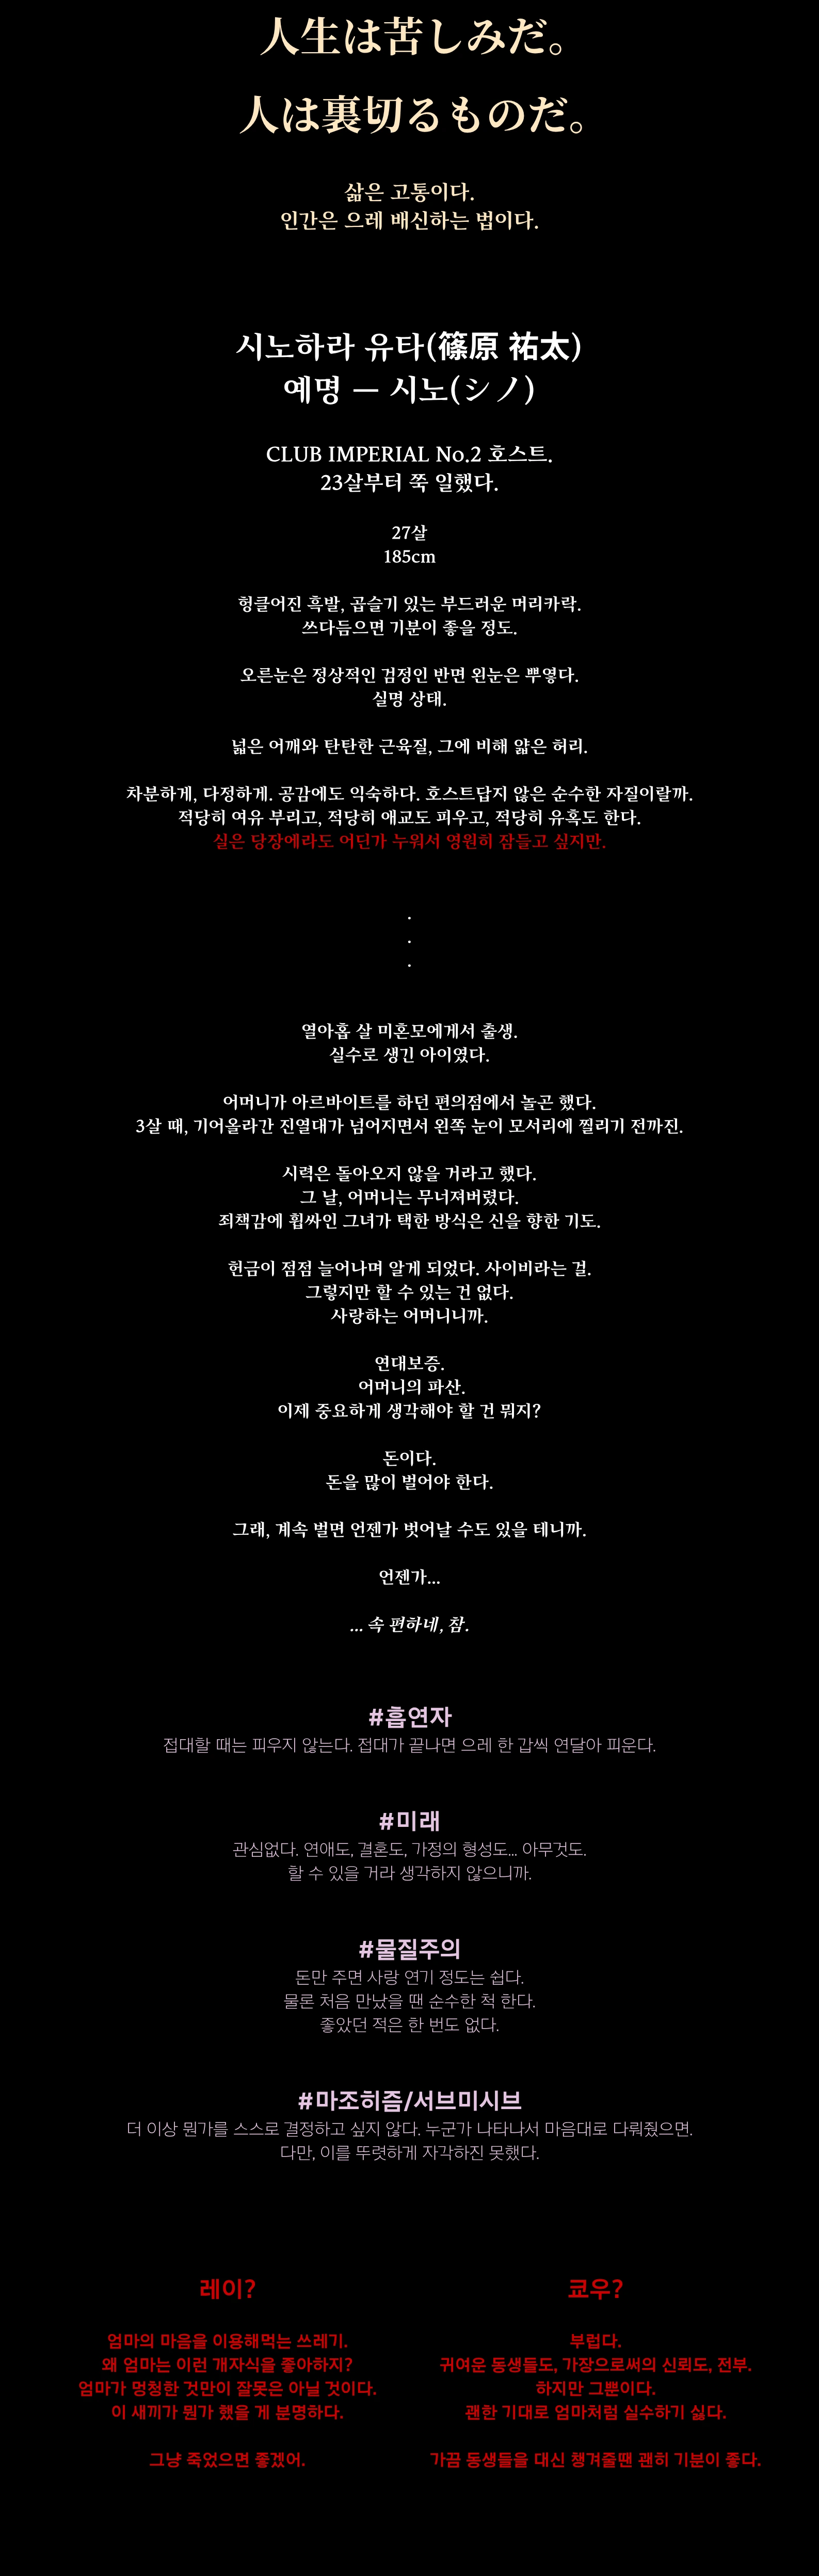 人生は苦しみだ。
人は裏切るものだ。
삶은 고통이다.
인간은 으레 배신하는 법이다.
시노하라 유타(篠原 祐太)
예명 — 시노(シノ)
CLUB IMPERIAL No.2 호스트.
23살부터 쭉 일했다.
27살
185cm
헝클어진 흑발, 곱슬기 있는 부드러운 머리카락.
쓰다듬으면 기분이 좋을 정도.
오른눈은 정상적인 검정인 반면 왼눈은 뿌옇다.
실명 상태.
넓은 어깨와 탄탄한 근육질, 그에 비해 얇은 허리.
차분하게, 다정하게. 공감에도 익숙하다. 호스트답지 않은 순수한 자질이랄까.
적당히 여유 부리고, 적당히 애교도 피우고, 적당히 유혹도 한다.
실은 당장에라도 어딘가 누워서 영원히 잠들고 싶지만.
.
.
.
열아홉 살 미혼모에게서 출생.
실수로 생긴 아이였다.
어머니가 아르바이트를 하던 편의점에서 놀곤 했다.
3살 때, 기어올라간 진열대가 넘어지면서 왼쪽 눈이 모서리에 찔리기 전까진.
시력은 돌아오지 않을 거라고 했다.
그 날, 어머니는 무너져버렸다.
죄책감에 휩싸인 그녀가 택한 방식은 신을 향한 기도.
헌금이 점점 늘어나며 알게 되었다. 사이비라는 걸.
그렇지만 할 수 있는 건 없다.
사랑하는 어머니니까.
연대보증.
어머니의 파산.
이제 중요하게 생각해야 할 건 뭐지?
돈이다.
돈을 많이 벌어야 한다.
그래, 계속 벌면 언젠가 벗어날 수도 있을 테니까.
언젠가...
... 속 편하네, 참.
#흡연자
접대할 때는 피우지 않는다. 접대가 끝나면 으레 한 갑씩 연달아 피운다.
#미래
관심없다. 연애도, 결혼도, 가정의 형성도... 아무것도.
할 수 있을 거라 생각하지 않으니까.
#물질주의
돈만 주면 사랑 연기 정도는 쉽다.
물론 처음 만났을 땐 순수한 척 한다.
좋았던 적은 한 번도 없다.
#마조히즘/서브미시브
더 이상 뭔가를 스스로 결정하고 싶지 않다. 누군가 나타나서 마음대로 다뤄줬으면.
다만, 이를 뚜렷하게 자각하진 못했다.
레이?
엄마의 마음을 이용해먹는 쓰레기.
왜 엄마는 이런 개자식을 좋아하지?
엄마가 멍청한 것만이 잘못은 아닐 것이다.
이 새끼가 뭔가 했을 게 분명하다.
그냥 죽었으면 좋겠어.
쿄우?
부럽다.
귀여운 동생들도, 가장으로써의 신뢰도, 전부.
하지만 그뿐이다.
괜한 기대로 엄마처럼 실수하기 싫다.
가끔 동생들을 대신 챙겨줄땐 괜히 기분이 좋다.